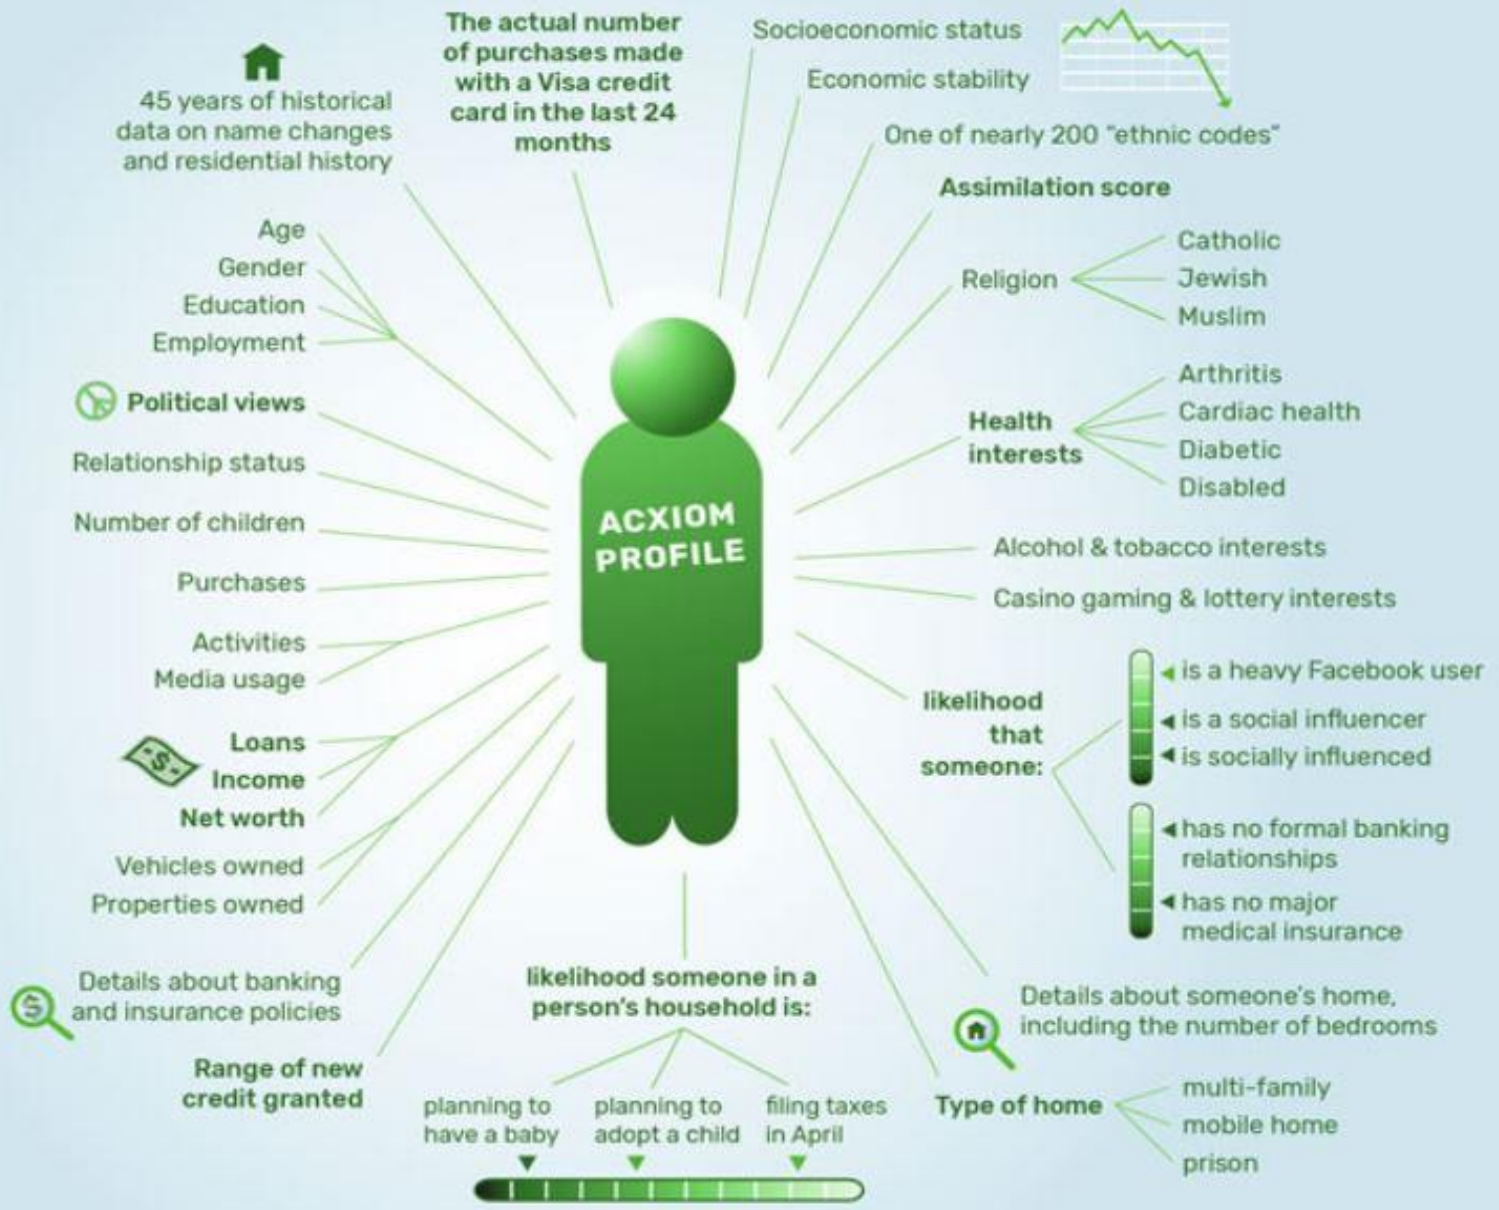 The actual number
of purchases made
with a Visa credit
card in the last 24
months
Socioeconomic status
Economic stability
One of nearly 200 "ethnic codes"
Assimilation score
Religion
Catholic
Jewish
Muslim
Health
interests
Arthritis
Cardiac health
Diabetic
Disabled
Alcohol & tobacco interests
Casino gaming & lottery interests
likelihood
that
someone:
is a heavy Facebook user
is a social influencer
is socially influenced
has no formal banking
relationships
has no major
medical insurance
Details about someone's home,
including the number of bedrooms
Type of home
multi-family
mobile home
prison
45 years of historical
data on name changes
and residential history
Age
Gender
Education
Employment
Political views
Relationship status
Number of children
Purchases
Activities
Media usage
$
Loans
Income
Net worth
Vehicles owned
Properties owned
$
Details about banking
and insurance policies
Range of new
credit granted
ACXIOM
PROFILE
likelihood someone in a
person's household is:
planning to
have a baby
planning to
adopt a child
filing taxes
in April